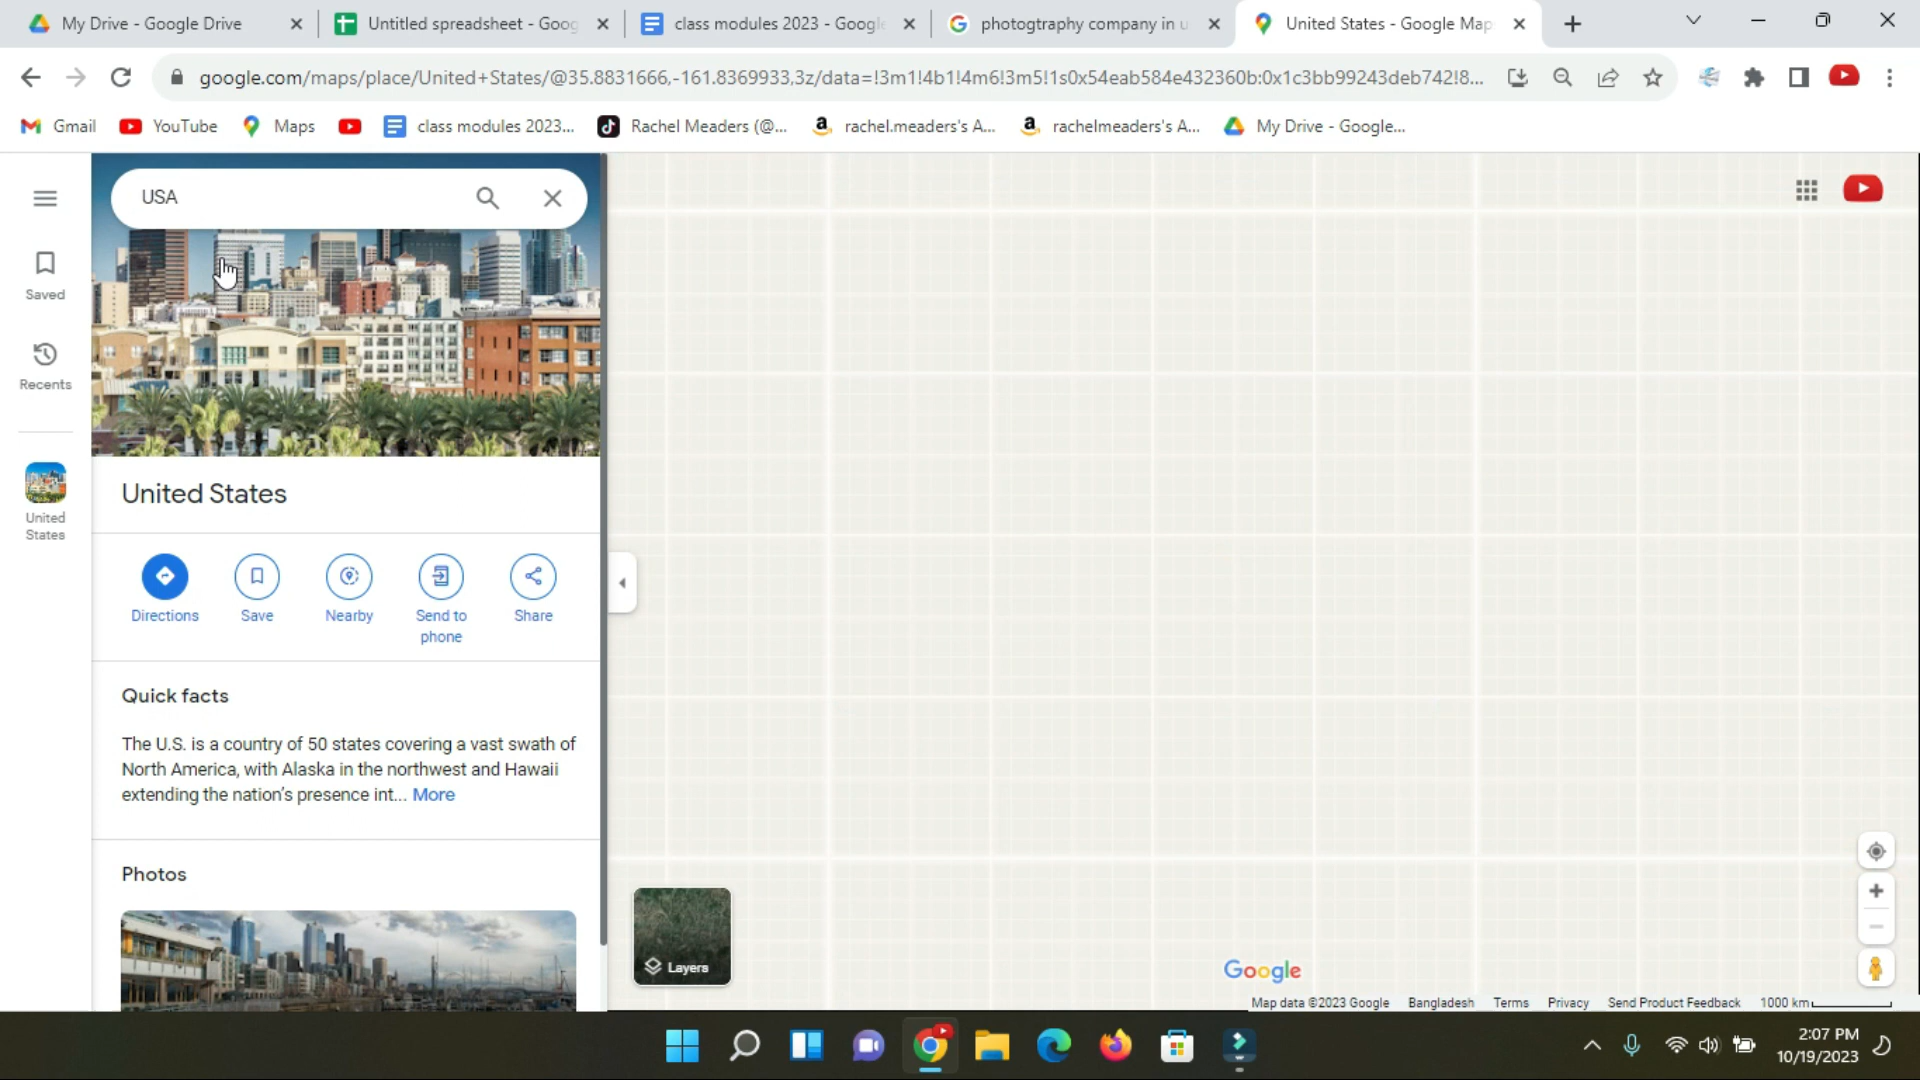 My Drive - Google Drive
Untitled spreadsheet - Goog
class modules 2023 - Google
photogtraphy company in u
United States - Google Map
google.com/maps/place/United+States/@35.8831666,-161.8369933,3z/data=!3m1!4b1!4m6!3m5!1s0x54eab584e432360b:0x1c3bb99243deb742!8...
Gmail
YouTube
Maps
class modules 2023...
Rachel Meaders (@...
rachel.meaders's A...
rachelmeaders's A...
My Drive - Google...
USA
Saved
Recents
United
States
United States
Directions
Save
Nearby
Send to
phone
Share
Quick facts
The U.S. is a country of 50 states covering a vast swath of
North America, with Alaska in the northwest and Hawaii
extending the nation's presence int... More
Photos
Layers
Google
Map data ©2023 Google
Bangladesh
Terms
Privacy
Send Product Feedback
1000 km
2:07 PM
10/19/2023